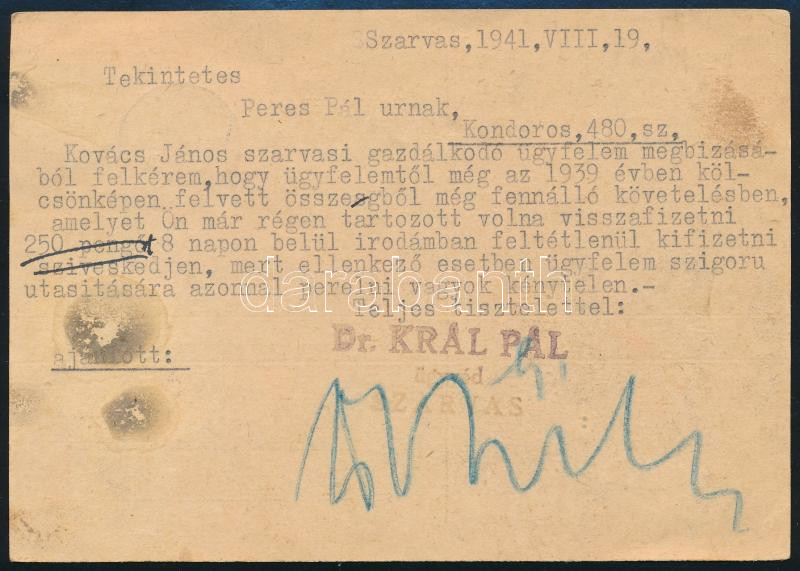 Szarvas,1941,VIII,19,
Tekintetes
Peres Pál urnak,
Kondoros,480,sz,
Kovács János szarvasi gazdálkodó ügyfelem megbizásá-
ból felkérem,hogy ügyfelemtől még az 1939 évben köl-
csönképen felvett összegből még fennálló követelésben,
amelyet Ön már régen tartozott volna visszafizetni
250 pengőt 8 napon belül irodámban feltétlenül kifizetni
sziveskedjen, mert ellenkező esetben ügyfelem szigoru
utasitására azonnal perelni vagyok kénytelen.-
Teljes tisztelettel:
darabanth
Dr. KRÁL PÁL
ajánlott:
ügyvéd
SZARVAS